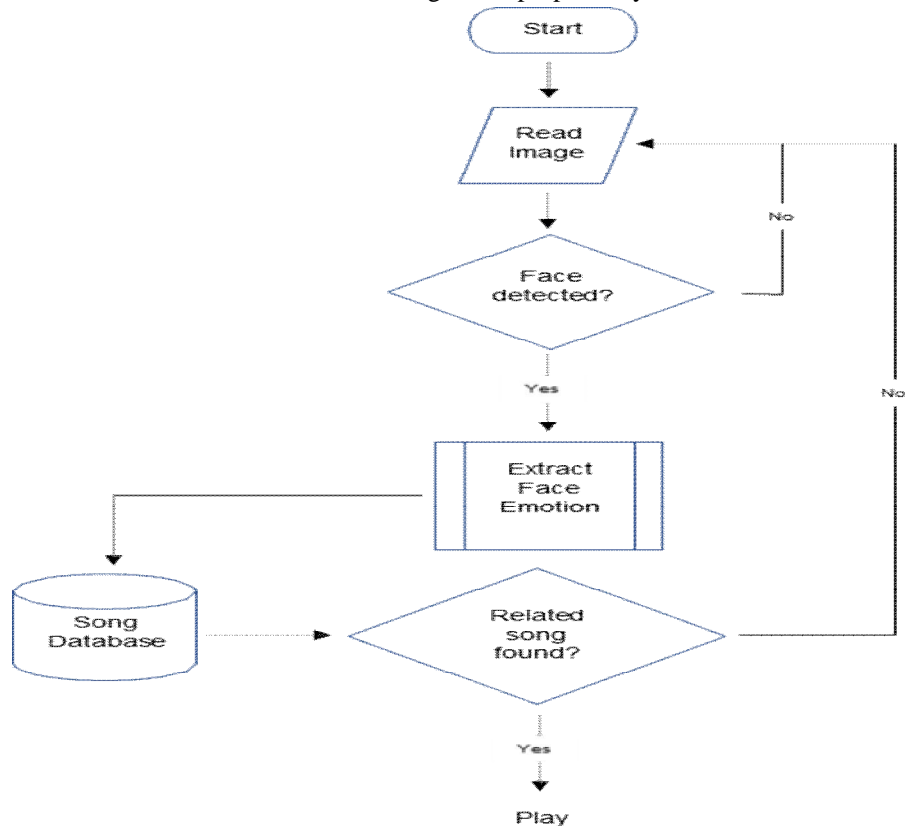 Start
Read
Image
No
Face
detected?
Yes
No
Extract
Face
Emotion
Song
Database
Related
song
found?
Yes
Play